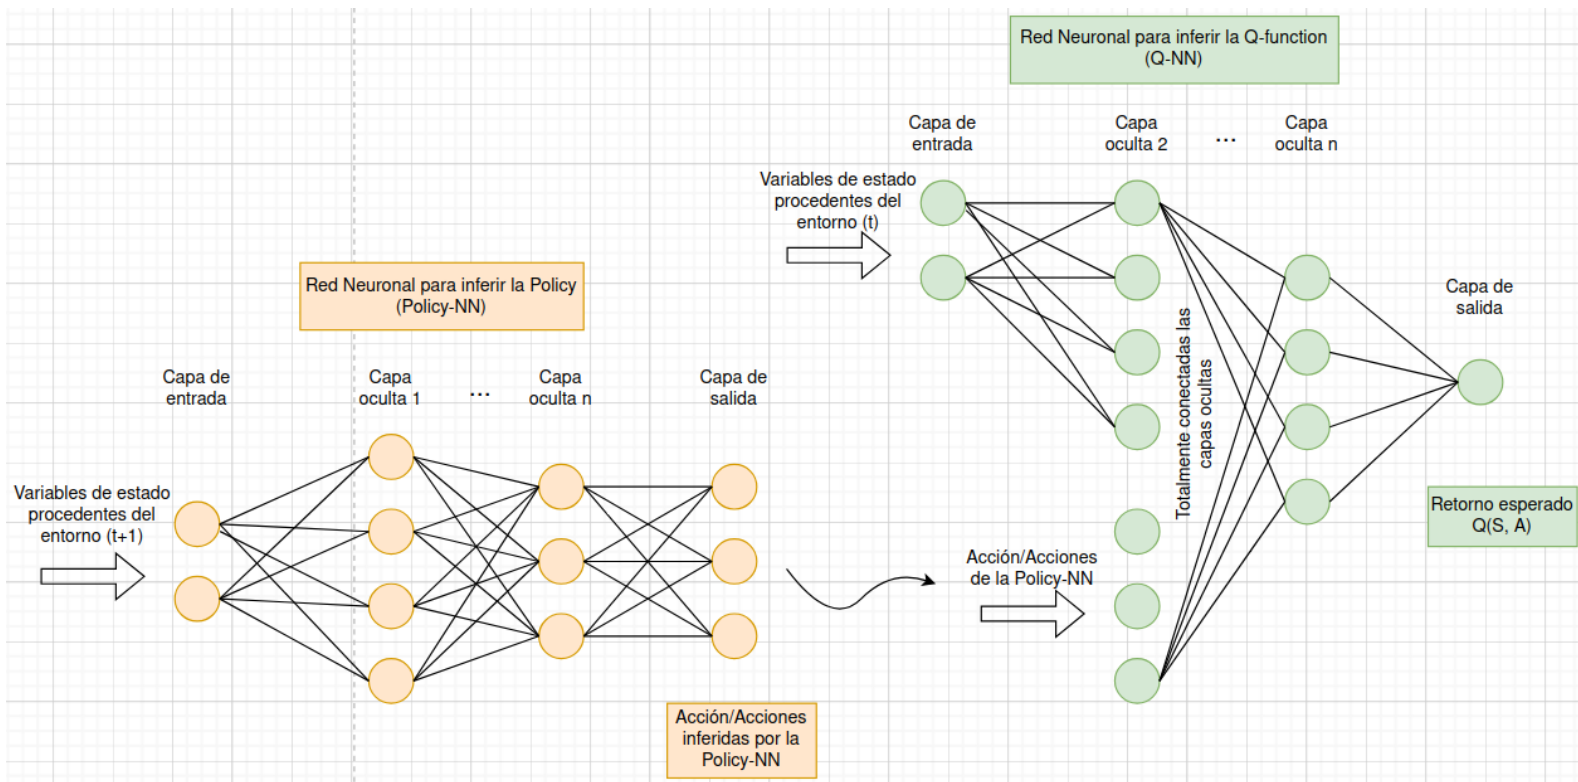 Red Neuronal para inferir la Q-function
(Q-NN)
Capa de
entrada
Capa
oculta 2
...
Capa
oculta n
Variables de estado
procedentes del
entorno (t)
Capa de
salida
Totalmente conectadas las
capas ocultas
Retorno esperado
Q(S, A)
Red Neuronal para inferir la Policy
(Policy-NN)
Capa de
entrada
Capa
oculta 1
...
Capa
oculta n
Capa de
salida
Variables de estado
procedentes del
entorno (t+1)
Acción/Acciones
de la Policy-NN
Acción/Acciones
inferidas por la
Policy-NN